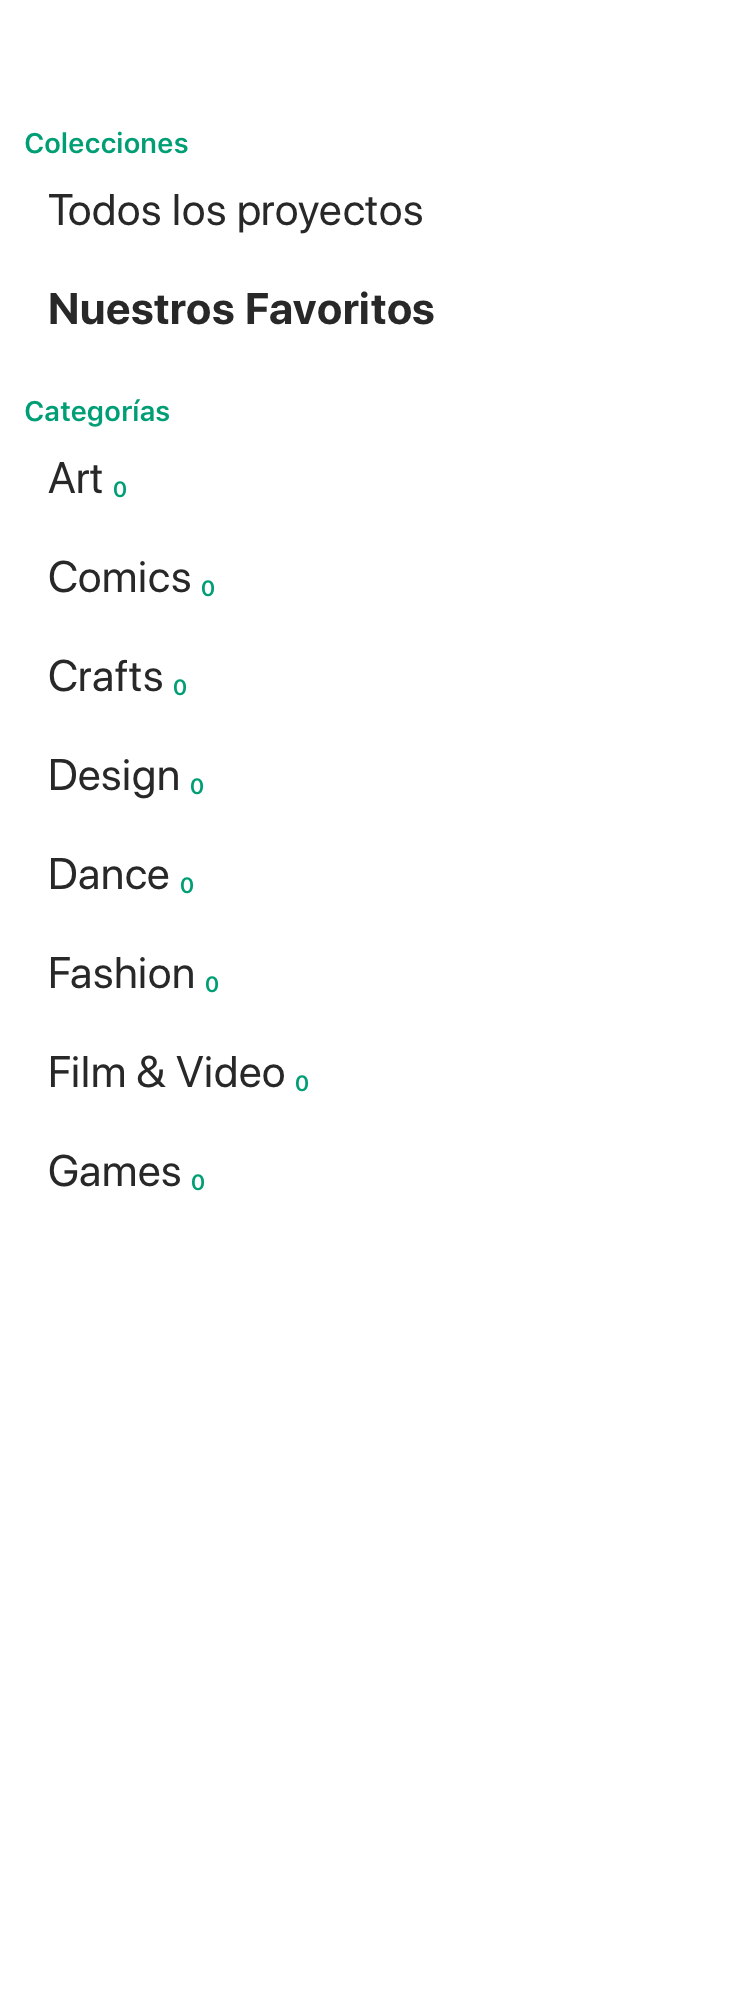 Colecciones
Todos los proyectos
Nuestros Favoritos
Categorías
Art 0
Comics 0
Crafts 0
Design 0
Dance 0
Fashion 0
Film & Video 0
Games 0